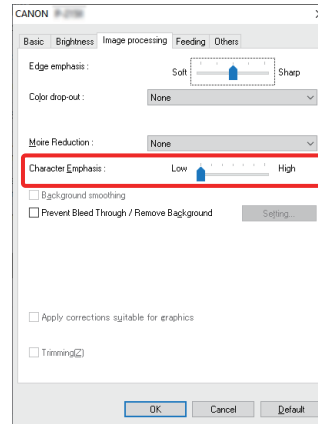 CANON
Basic Brightness Image processing Feeding Others
Edge emphasis : Soft Sharp
Color drop-out : None
Moire Reduction : None
Character Emphasis : Low High
Background smoothing
Prevent Bleed Through / Remove Background Setting...
Apply corrections suitable for graphics
Trimming(Z)
OK Cancel Default